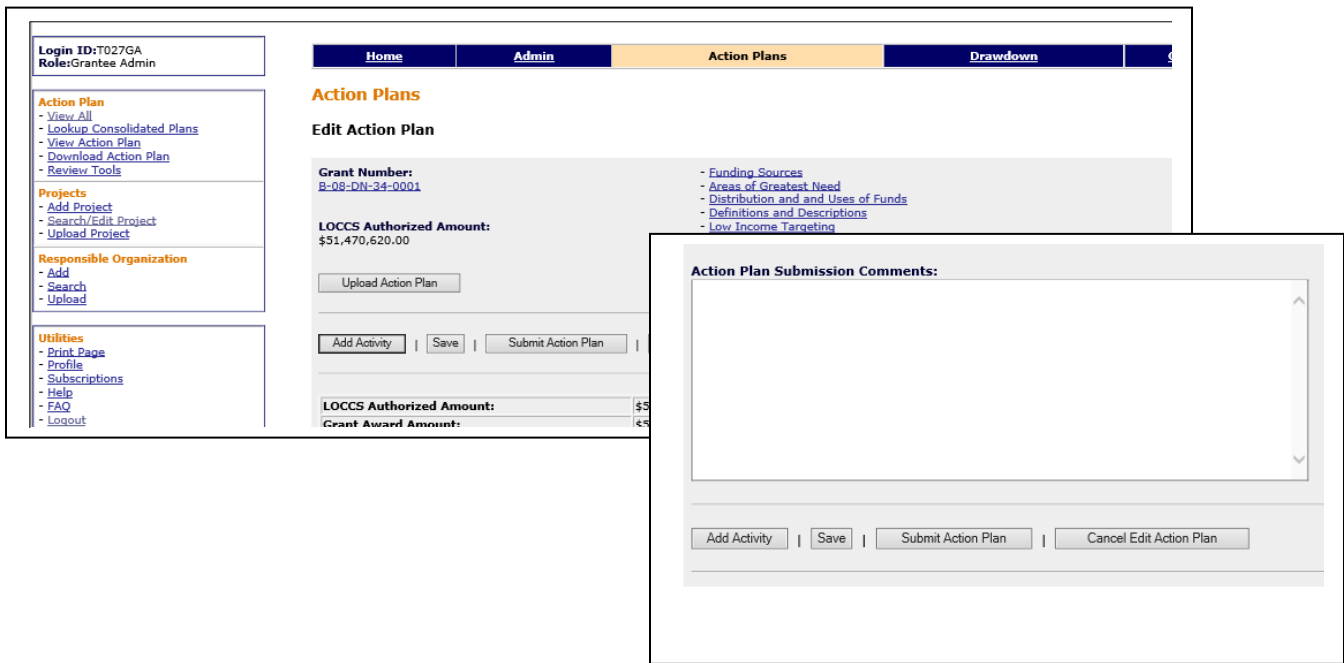 Login ID:T027GA
Role:Grantee Admin
Home Admin Action Plans Drawdown
Action Plan
- View All
- Lookup Consolidated Plans
- View Action Plan
- Download Action Plan
- Review Tools
Projects
- Add Project
- Search/Edit Project
- Upload Project
Responsible Organization
- Add
- Search
- Upload
Utilities
- Print Page
- Profile
- Subscriptions
- Help
- FAQ
- Logout
Action Plans
Edit Action Plan
Grant Number:
B-08-DN-34-0001
LOCCS Authorized Amount:
$51,470,620.00
- Funding Sources
- Areas of Greatest Need
- Distribution and and Uses of Funds
- Definitions and Descriptions
- Low Income Targeting
Upload Action Plan
Add Activity | Save | Submit Action Plan |
LOCCS Authorized Amount: $5
Grant Award Amount: $5
Action Plan Submission Comments:
Add Activity | Save | Submit Action Plan | Cancel Edit Action Plan